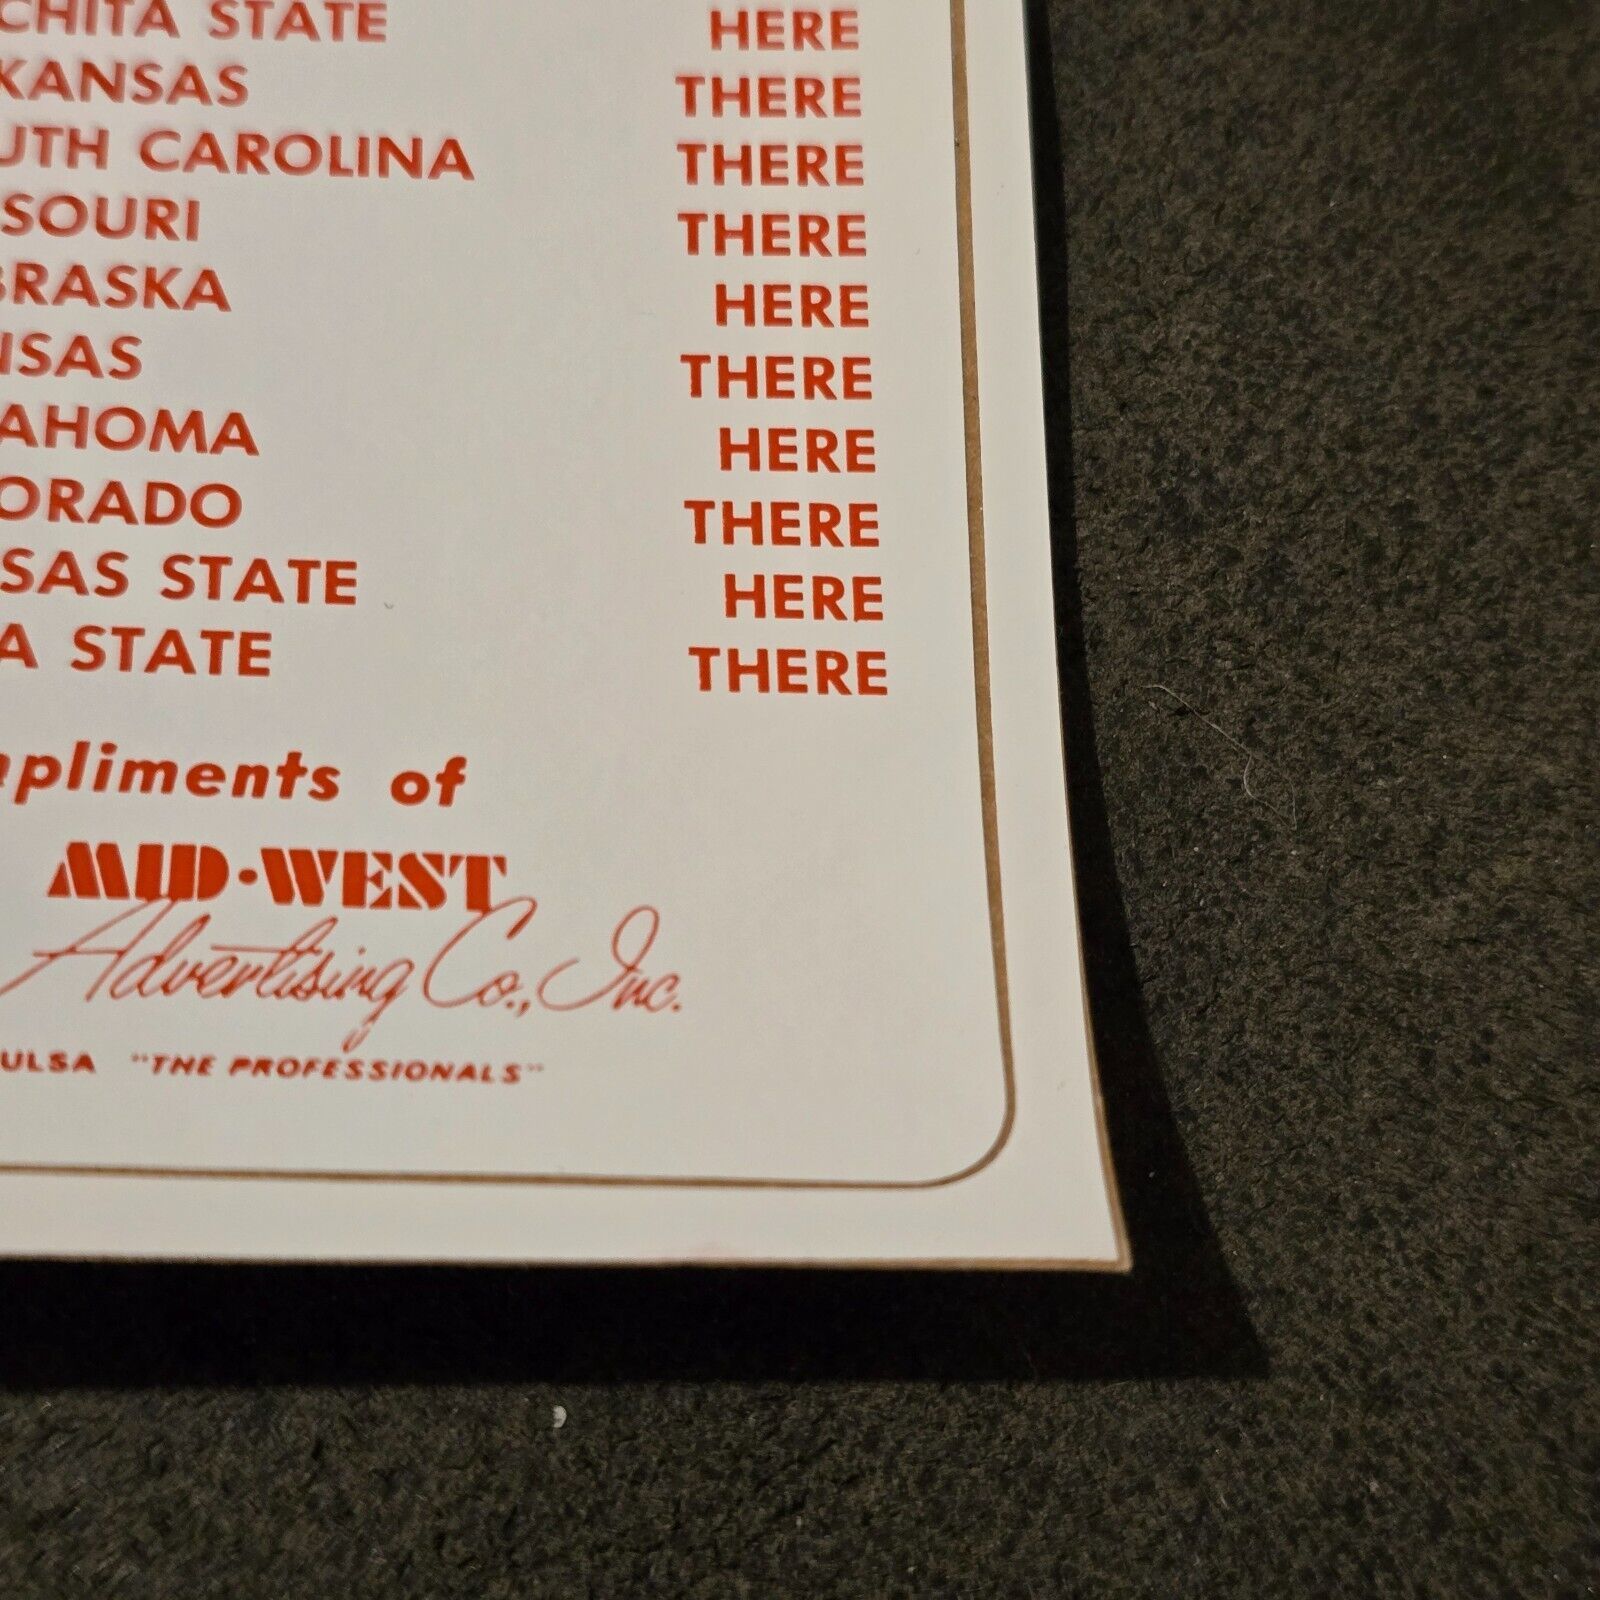 CHITA STATE HERE
KANSAS THERE
UTH CAROLINA THERE
SOURI THERE
BRASKA HERE
NSAS THERE
AHOMA HERE
ORADO THERE
SAS STATE HERE
A STATE THERE
mpliments of
MID-WEST
Advertising Co., Inc.
ULSA "THE PROFESSIONALS"